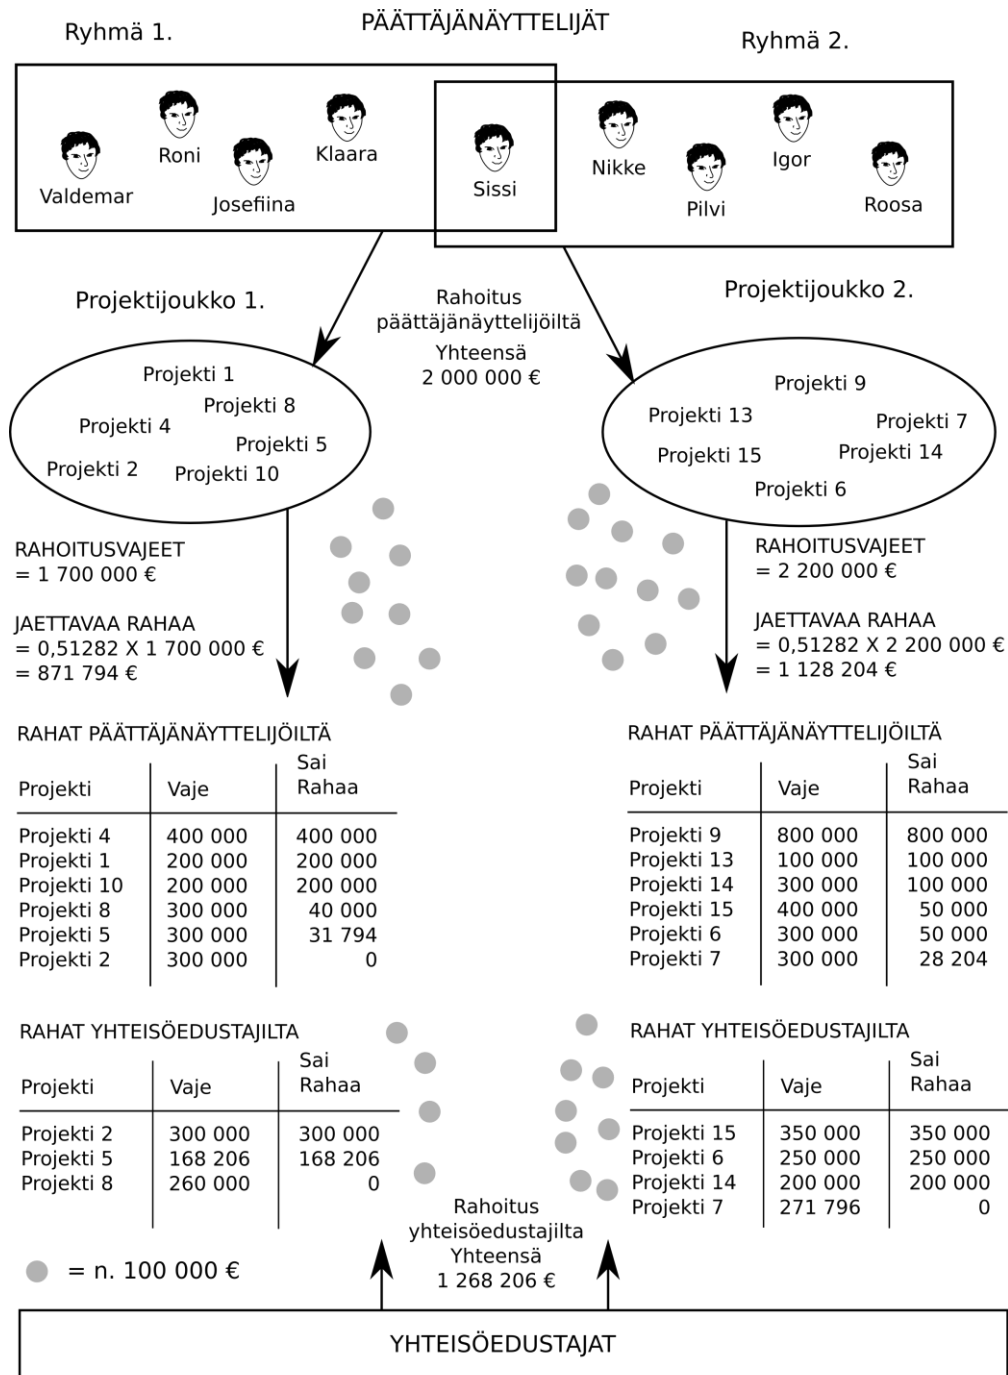 PÄÄTTÄJÄNÄYTTELIJÄT
Ryhmä 1.
Ryhmä 2.
Valdemar
Roni
Josefiina
Klaara
Sissi
Nikke
Pilvi
Igor
Roosa
Projektijoukko 1.
Rahoitus
päättäjänäyttelijöiltä
Yhteensä
2 000 000 €
Projektijoukko 2.
Projekti 1
Projekti 8
Projekti 4
Projekti 5
Projekti 2
Projekti 10
Projekti 9
Projekti 13
Projekti 7
Projekti 15
Projekti 14
Projekti 6
RAHOITUSVAJEET
= 1 700 000 €
JAETTAVAA RAHAA
= 0,51282 X 1 700 000 €
= 871 794 €
RAHOITUSVAJEET
= 2 200 000 €
JAETTAVAA RAHAA
= 0,51282 X 2 200 000 €
= 1 128 204 €
RAHAT PÄÄTTÄJÄNÄYTTELIJÖILTÄ
Projekti Vaje Sai Rahaa
Projekti 4 400 000 400 000
Projekti 1 200 000 200 000
Projekti 10 200 000 200 000
Projekti 8 300 000 40 000
Projekti 5 300 000 31 794
Projekti 2 300 000 0
RAHAT PÄÄTTÄJÄNÄYTTELIJÖILTÄ
Projekti Vaje Sai Rahaa
Projekti 9 800 000 800 000
Projekti 13 100 000 100 000
Projekti 14 300 000 100 000
Projekti 15 400 000 50 000
Projekti 6 300 000 50 000
Projekti 7 300 000 28 204
RAHAT YHTEISÖEDUSTAJILTA
Projekti Vaje Sai Rahaa
Projekti 2 300 000 300 000
Projekti 5 168 206 168 206
Projekti 8 260 000 0
RAHAT YHTEISÖEDUSTAJILTA
Projekti Vaje Sai Rahaa
Projekti 15 350 000 350 000
Projekti 6 250 000 250 000
Projekti 14 200 000 200 000
Projekti 7 271 796 0
Rahoitus
yhteisöedustajilta
Yhteensä
1 268 206 €
= n. 100 000 €
YHTEISÖEDUSTAJAT